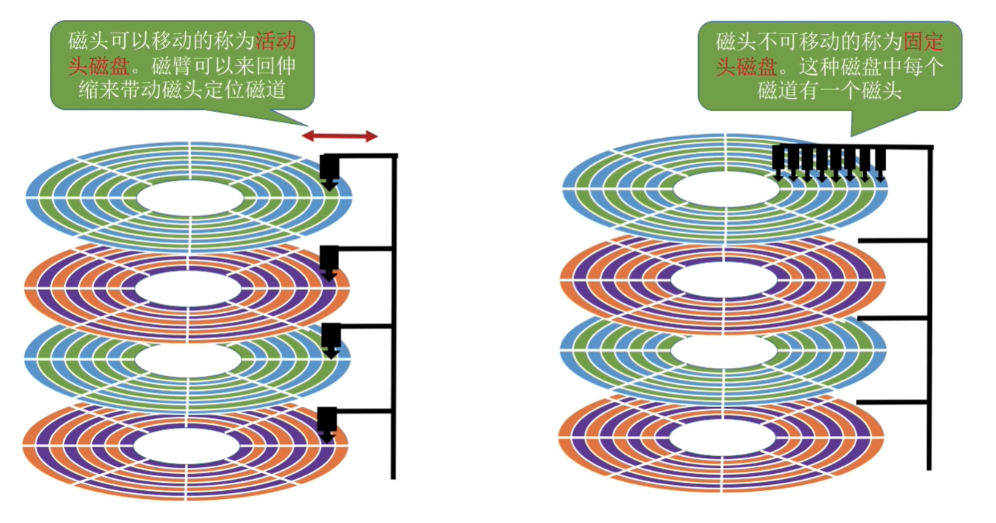 磁头可以移动的称为活动
头磁盘。磁臂可以来回伸
缩来带动磁头定位磁道
磁头不可移动的称为固定
头磁盘。这种磁盘中每个
磁道有一个磁头